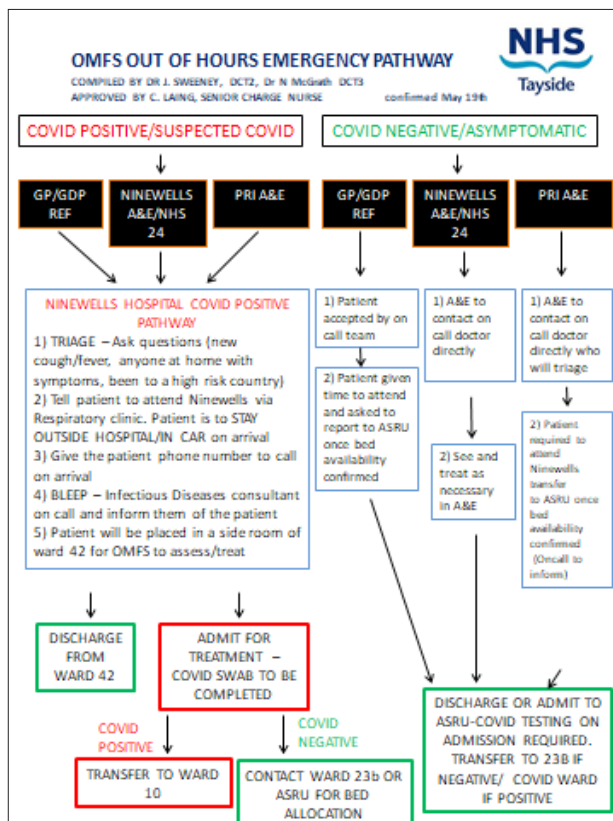 OMFS OUT OF HOURS EMERGENCY PATHWAY
COMPILED BY DR J. SWEENEY, DCT2, Dr N McGrath DCT3
APPROVED BY C. LAING, SENIOR CHARGE NURSE confirmed May 19th
NHS
Tayside
COVID POSITIVE/SUSPECTED COVID
COVID NEGATIVE/ASYMPTOMATIC
GP/GDP
REF
NINEWELLS
A&E/NHS
24
PRI A&E
GP/GDP
REF
NINEWELLS
A&E/NHS
24
PRI A&E
NINEWELLS HOSPITAL COVID POSITIVE
PATHWAY
1) TRIAGE – Ask questions (new
cough/fever, anyone at home with
symptoms, been to a high risk country)
2) Tell patient to attend Ninewells via
Respiratory clinic. Patient is to STAY
OUTSIDE HOSPITAL/IN CAR on arrival
3) Give the patient phone number to call
on arrival
4) BLEEP – Infectious Diseases consultant
on call and inform them of the patient
5) Patient will be placed in a side room of
ward 42 for OMFS to assess/treat
1) Patient
accepted by on
call team
2) Patient given
time to attend
and asked to
report to ASRU
once bed
availability
confirmed
1) A&E to
contact on
call doctor
directly
2) See and
treat as
necessary
in A&E
1) A&E to
contact on
call doctor
directly who
will triage
2) Patient
required to
attend
Ninewells
transfer
to ASRU once
bed
availability
confirmed
(Oncall to
inform)
DISCHARGE
FROM
WARD 42
ADMIT FOR
TREATMENT –
COVID SWAB TO BE
COMPLETED
COVID
POSITIVE
COVID
NEGATIVE
TRANSFER TO WARD
10
CONTACT WARD 23b OR
ASRU FOR BED
ALLOCATION
DISCHARGE OR ADMIT TO
ASRU-COVID TESTING ON
ADMISSION REQUIRED.
TRANSFER TO 23B IF
NEGATIVE/ COVID WARD
IF POSITIVE